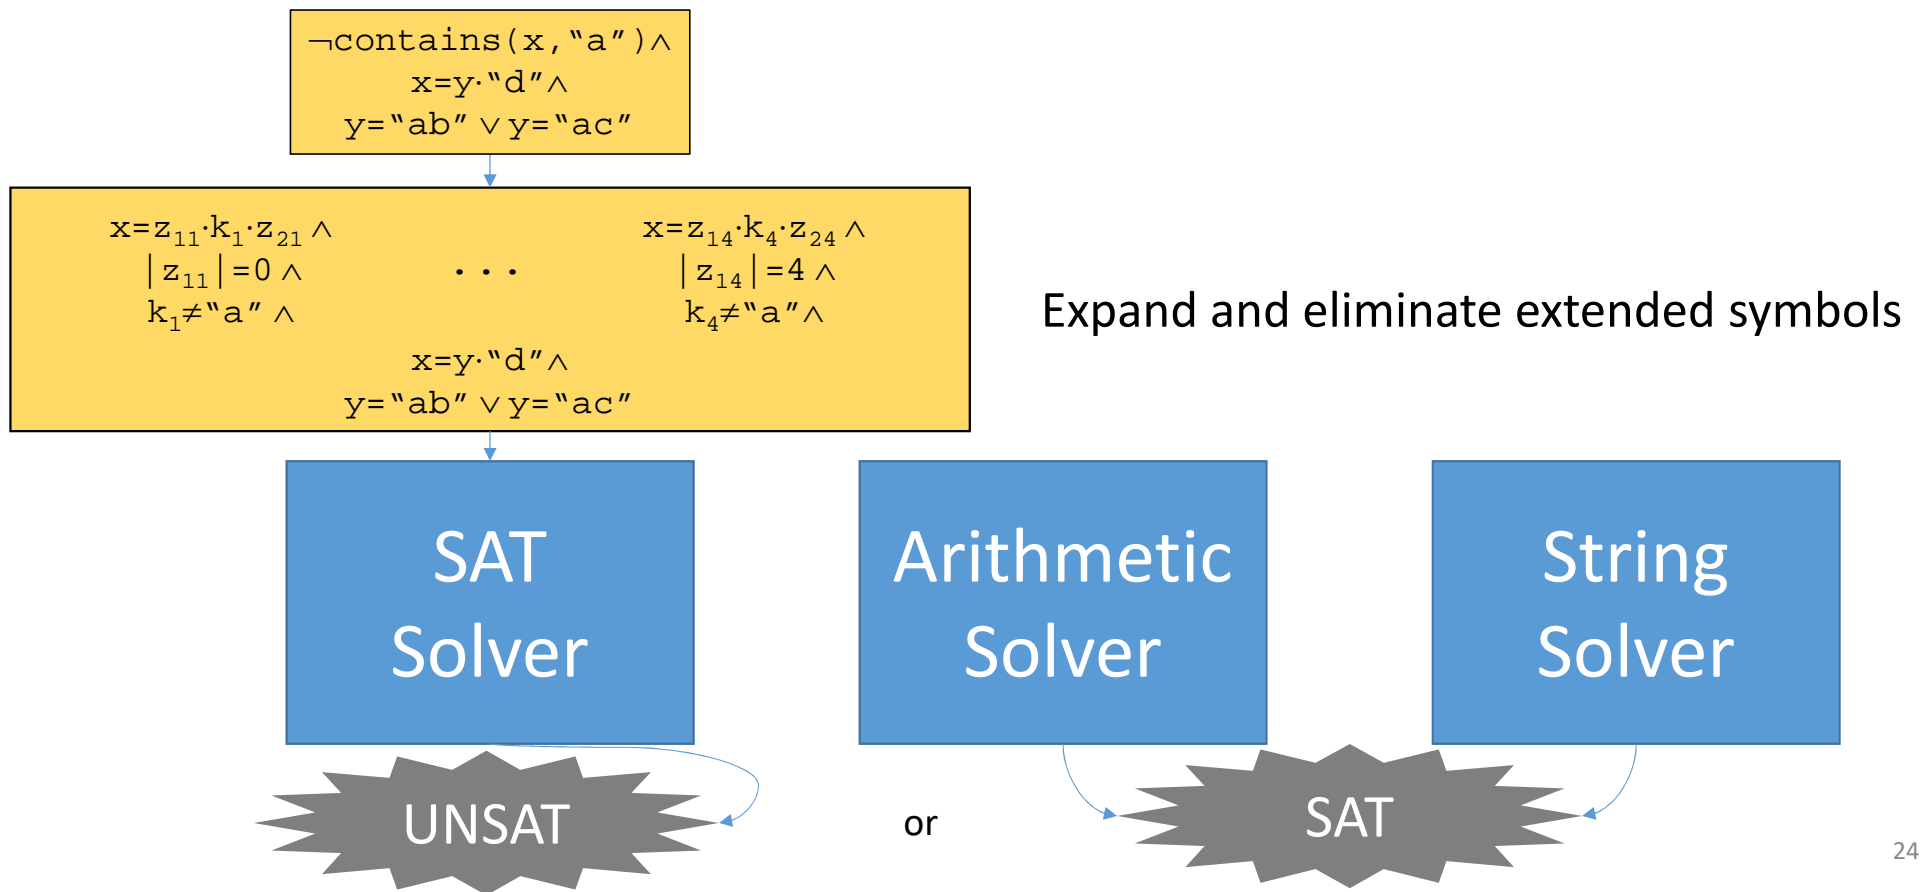 ¬contains(x,“a”)∧
x=y·“d”∧
y=“ab” ∨ y=“ac”
x=z₁₁·k₁·z₂₁ ∧
|z₁₁|=0 ∧
k₁≠“a” ∧
...
x=z₁₄·k₄·z₂₄ ∧
|z₁₄|=4 ∧
k₄≠“a”∧
x=y·“d”∧
y=“ab” ∨ y=“ac”
Expand and eliminate extended symbols
SAT
Solver
Arithmetic
Solver
String
Solver
UNSAT
or
SAT
24